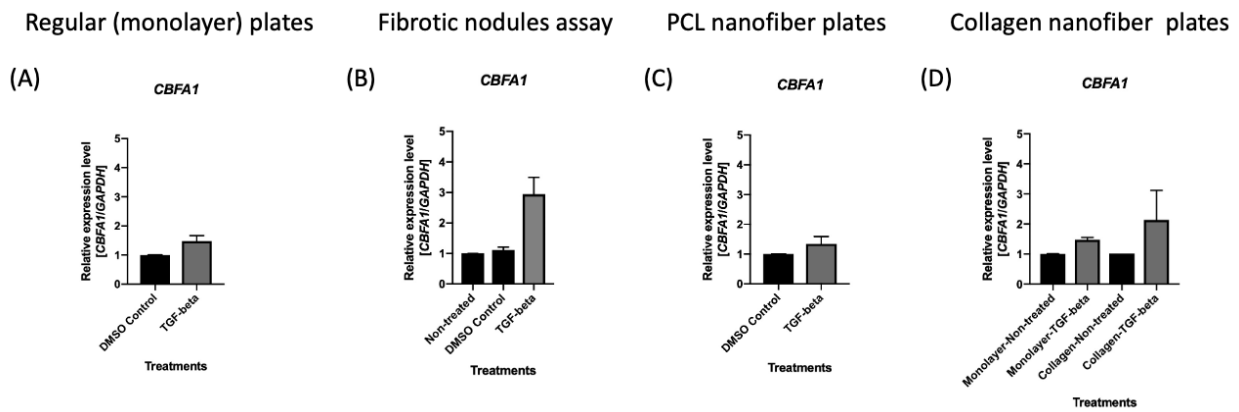 Regular (monolayer) plates
Fibrotic nodules assay
PCL nanofiber plates
Collagen nanofiber plates
(A)
CBFA1
Relative expression level
[CBFA1/GAPDH]
5
4
3
2
1
0
DMSO Control
TGF-beta
Treatments
(B)
CBFA1
Relative expression level
[CBFA1/GAPDH]
5
4
3
2
1
0
Non-treated
DMSO Control
TGF-beta
Treatments
(C)
CBFA1
Relative expression level
[CBFA1/GAPDH]
5
4
3
2
1
0
DMSO Control
TGF-beta
Treatments
(D)
CBFA1
Relative expression level
[CBFA1/GAPDH]
5
4
3
2
1
0
Monolayer-Non-treated
Monolayer-TGF-beta
Collagen-Non-treated
Collagen-TGF-beta
Treatments